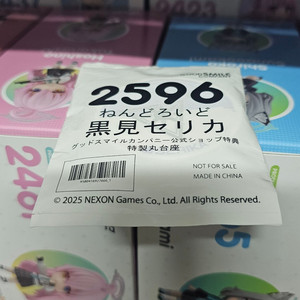 Hoshino
Shiroko
2596
ねんどろいど
黒見セリカ
グッドスマイルカンパニー公式ショップ特典
特製丸台座
NOT FOR SALE
MADE IN CHINA
© 2025 NEXON Games Co., Ltd. All Rights Reserved.